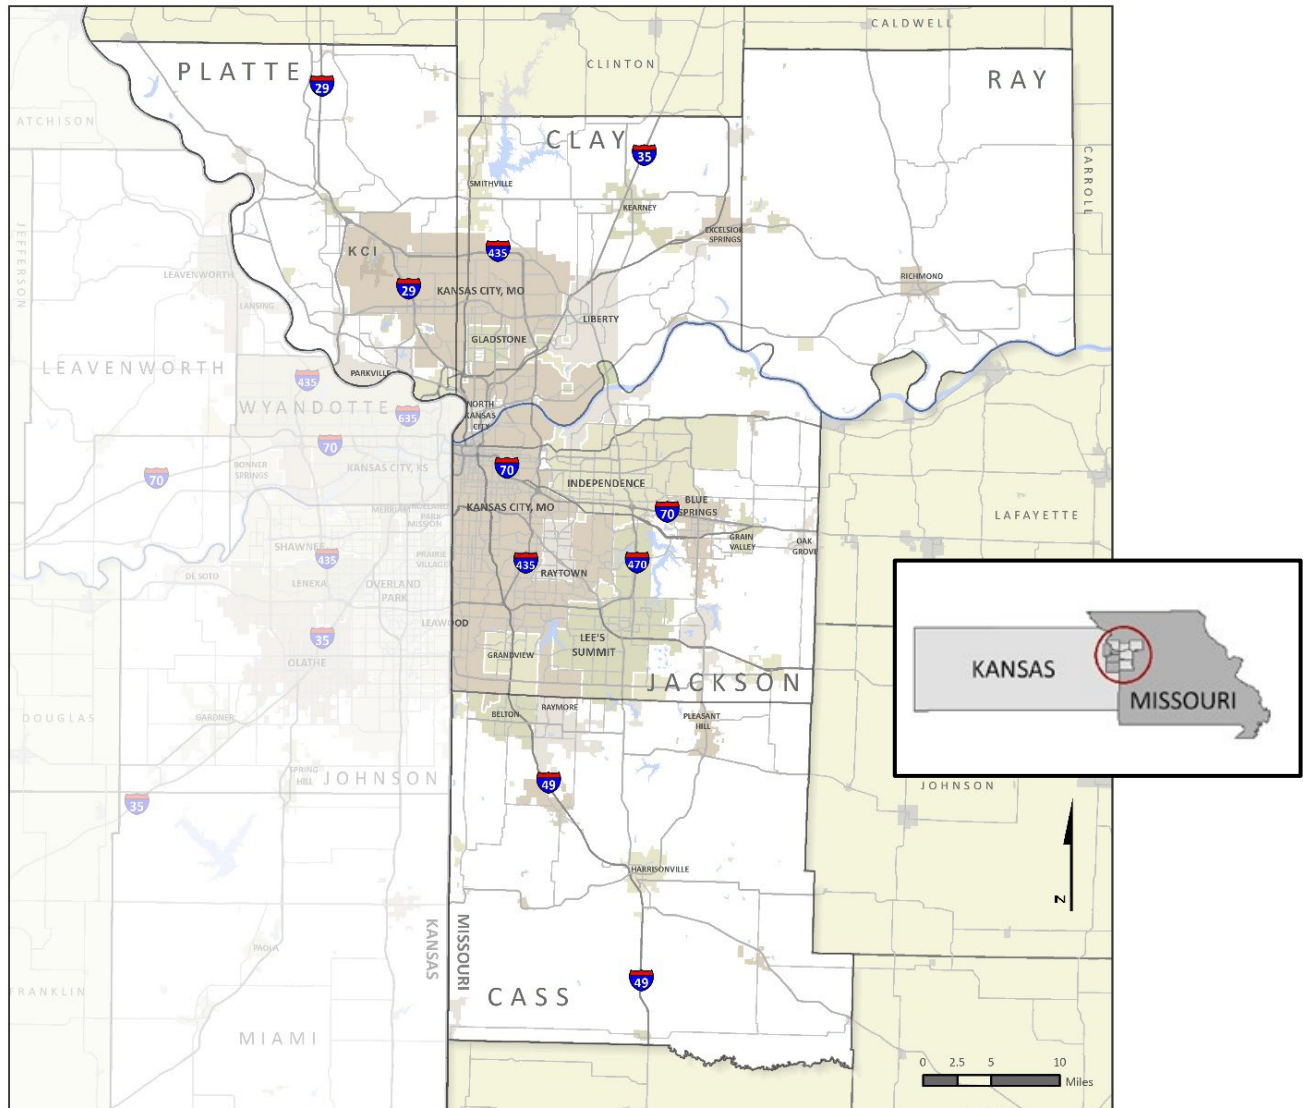 CALDWELL
CLINTON
PLATTE
RAY
29
ATCHISON
CLAY
35
CARROLL
SMITHVILLE
KEARNEY
JEFFERSON
EXCELSIOR
SPRINGS
KCI
435
LEAVENWORTH
RICHMOND
29
KANSAS CITY, MO
LANSING
LIBERTY
GLADSTONE
LEAVENWORTH
PARKVILLE
435
WYANDOTTE
635
NORTH
KANSAS
CITY
70
BONNER
SPRINGS
KANSAS CITY, KS
70
70
INDEPENDENCE
BLUE
SPRINGS
70
KANSAS CITY, MO
MERRIAM
ROELAND
PARK
MISSION
LAFAYETTE
GRAIN
VALLEY
OAK
GROVE
SHAWNEE
435
PRAIRIE
VILLAGE
435
470
DE SOTO
LENEXA
OVERLAND
PARK
RAYTOWN
LEAWOOD
35
LEE'S
SUMMIT
OLATHE
GRANDVIEW
JACKSON
KANSAS
MISSOURI
DOUGLAS
GARDNER
BELTON
RAYMORE
PLEASANT
HILL
SPRING
HILL
JOHNSON
49
JOHNSON
35
HARRISONVILLE
N
KANSAS
MISSOURI
PAOLA
FRANKLIN
CASS
49
MIAMI
0 2.5 5 10
Miles